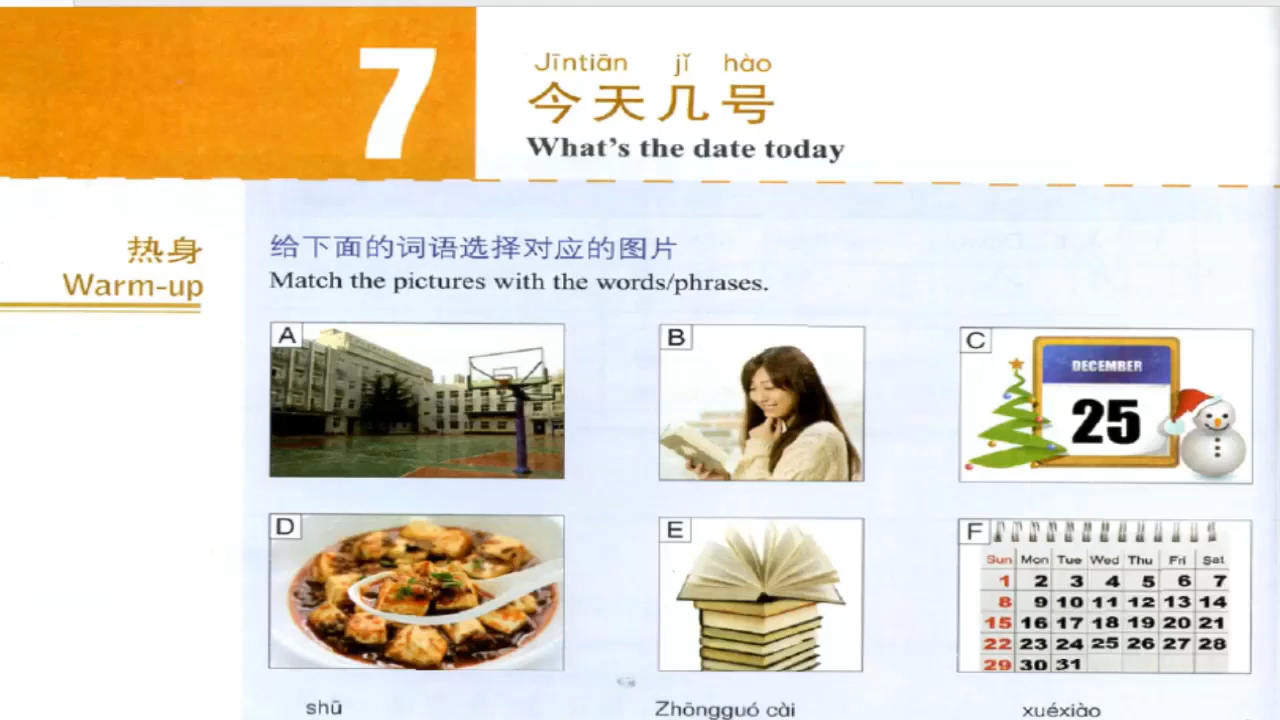 7
Jīntiān jǐ hào
今天几号
What's the date today
热身
Warm-up
给下面的词语选择对应的图片
Match the pictures with the words/phrases.
A
B
C
DECEMBER
25
D
E
F
Sun Mon Tue Wed Thu Fri Sat
1 2 3 4 5 6 7
8 9 10 11 12 13 14
15 16 17 18 19 20 21
22 23 24 25 26 27 28
29 30 31
shū Zhōngguó cài xuéxiào